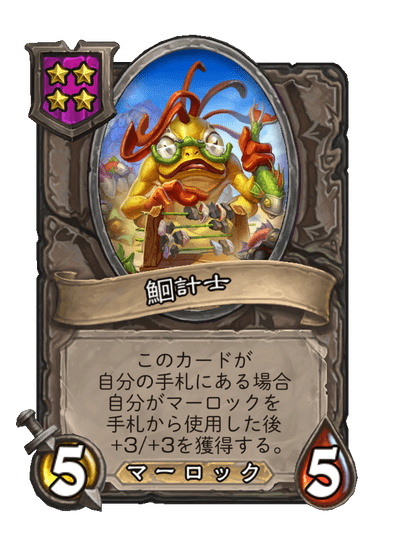 鮰計士
このカードが
自分の手札にある場合
自分がマーロックを
手札から使用した後
+3/+3を獲得する。
5
マーロック
5